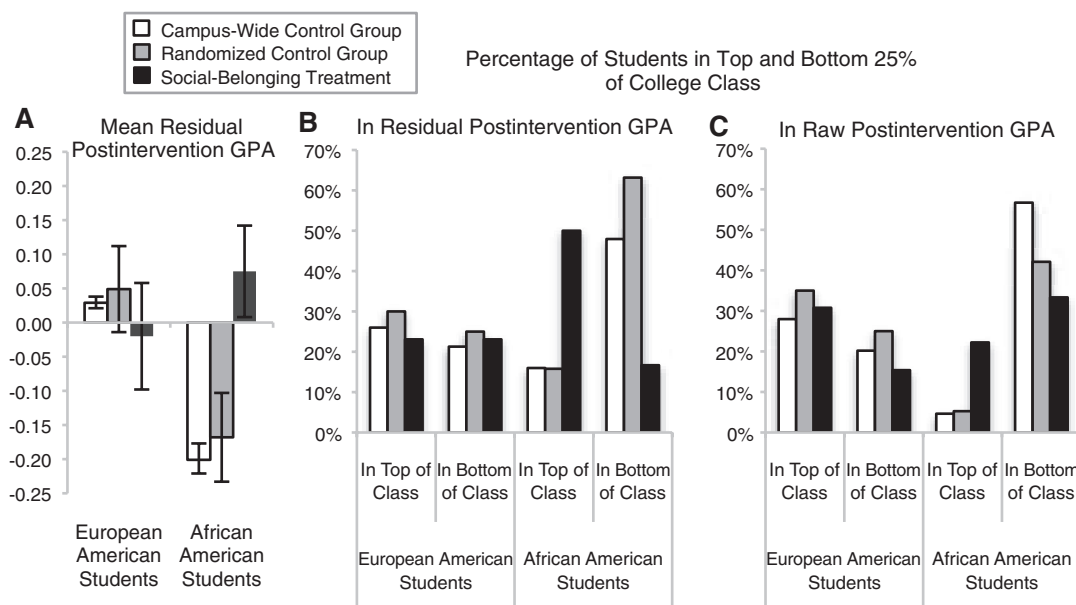 Campus-Wide Control Group
Randomized Control Group
Social-Belonging Treatment
Percentage of Students in Top and Bottom 25%
of College Class
A
Mean Residual
Postintervention GPA
0.25
0.20
0.15
0.10
0.05
0.00
-0.05
-0.10
-0.15
-0.20
-0.25
European
American
Students
African
American
Students
B
In Residual Postintervention GPA
70%
60%
50%
40%
30%
20%
10%
0%
In Top of
Class
In Bottom
of Class
In Top of
Class
In Bottom
of Class
European American
Students
African American
Students
C
In Raw Postintervention GPA
70%
60%
50%
40%
30%
20%
10%
0%
In Top of
Class
In Bottom
of Class
In Top of
Class
In Bottom
of Class
European American
Students
African American
Students